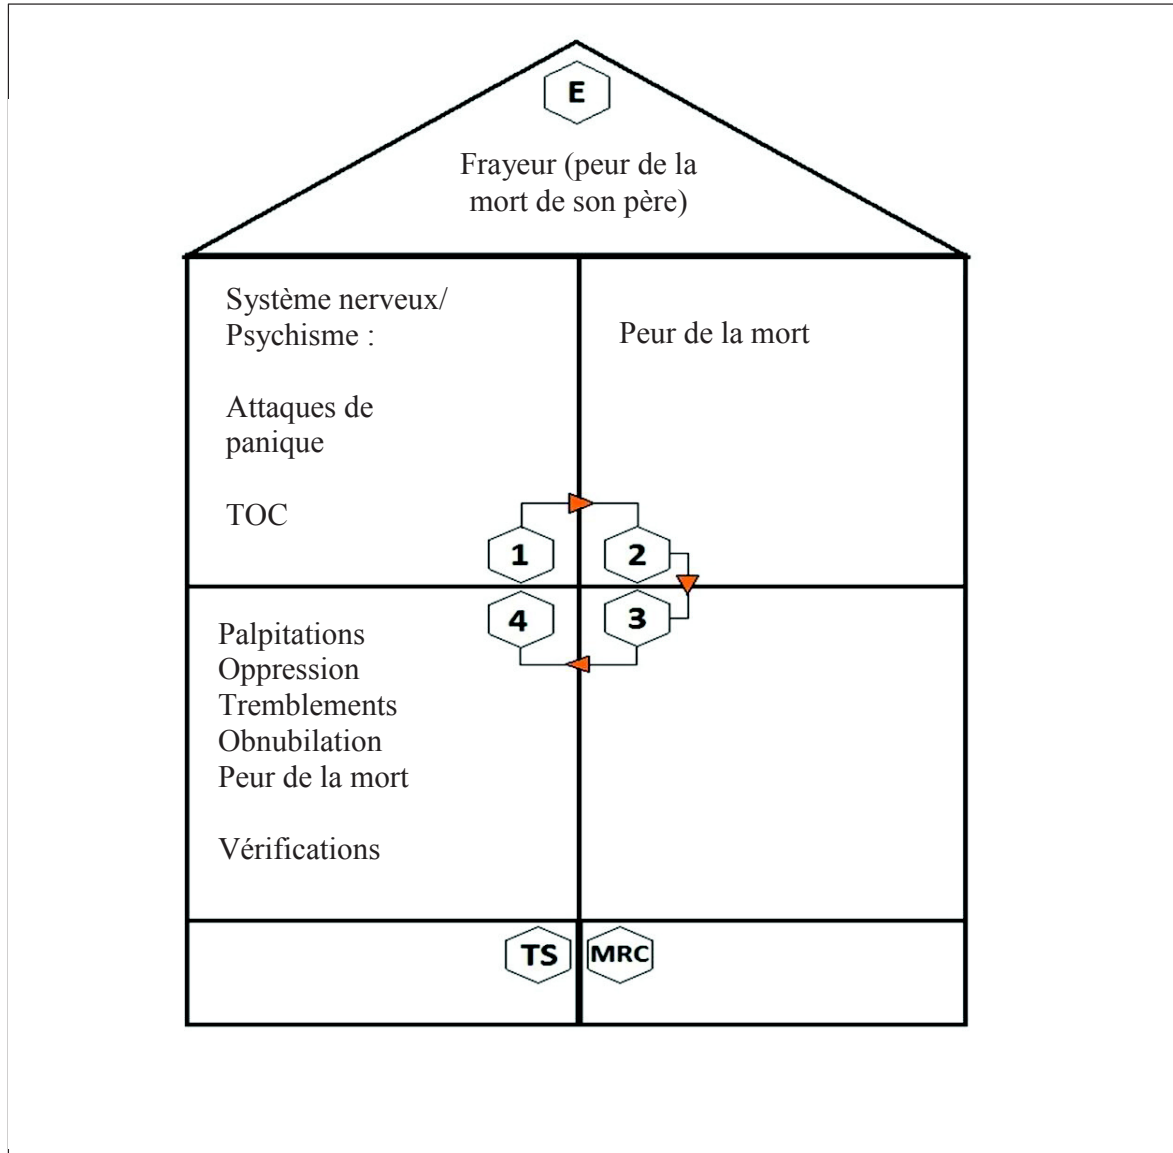 E
Frayeur (peur de la
mort de son père)
Système nerveux/
Psychisme :
Attaques de
panique
TOC
1
Peur de la mort
2
4
3
Palpitations
Oppression
Tremblements
Obnubilation
Peur de la mort
Vérifications
TS
MRC